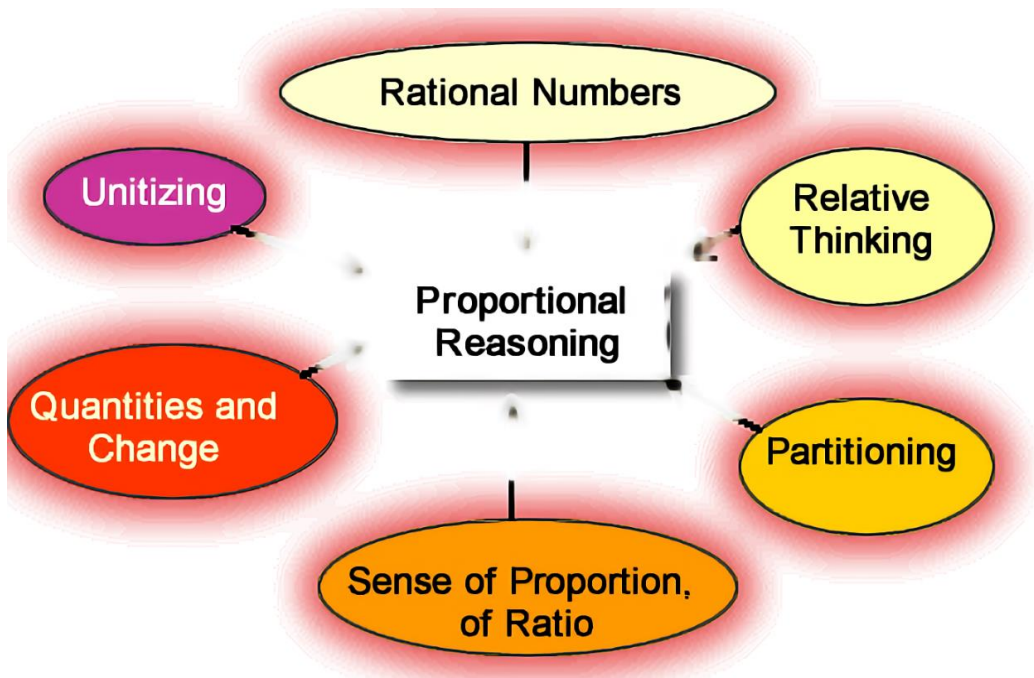 Rational Numbers
Unitizing
Relative
Thinking
Proportional
Reasoning
Quantities and
Change
Partitioning
Sense of Proportion,
of Ratio